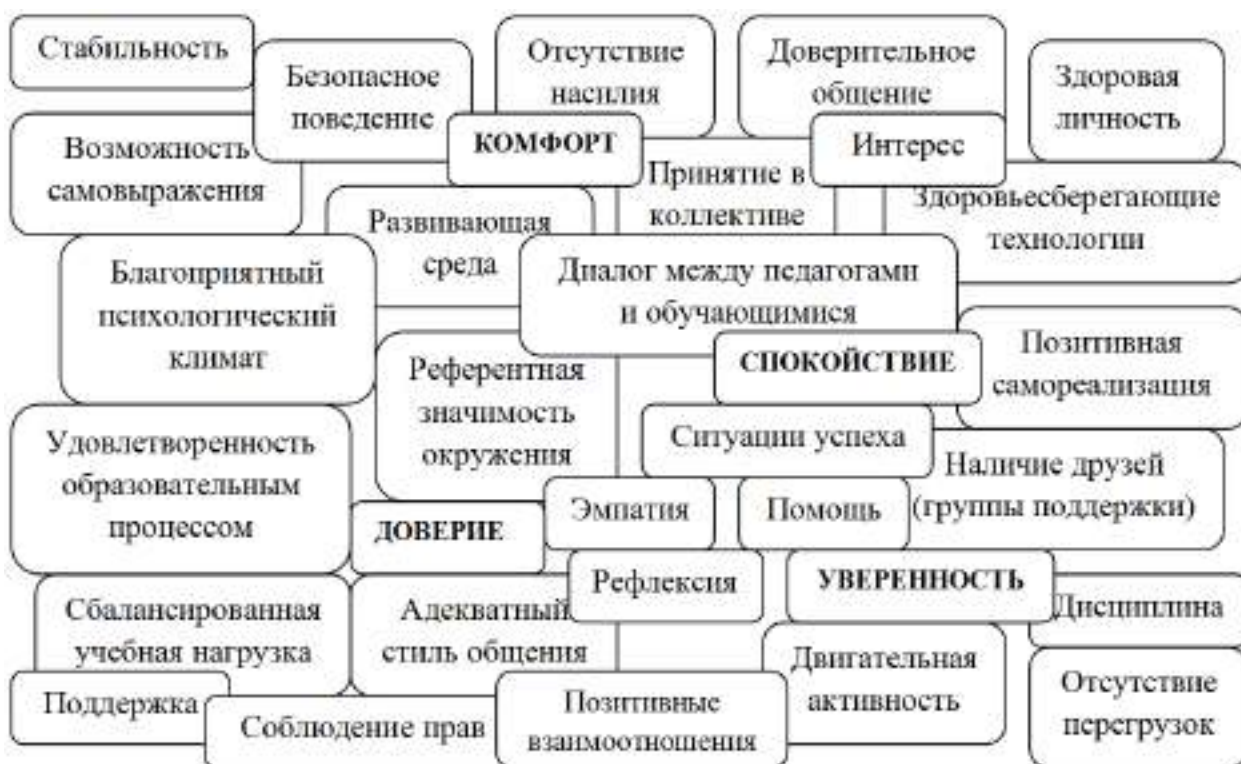 Стабильность
Безопасное
поведение
Отсутствие
насилия
Доверительное
общение
Здоровая
личность
Возможность
самовыражения
КОМФОРТ
Интерес
Развивающая
среда
Принятие в
коллективе
Здоровьесберегающие
технологии
Благоприятный
психологический
климат
Диалог между педагогами
и обучающимися
Референтная
значимость
окружения
СПОКОЙСТВИЕ
Позитивная
самореализация
Удовлетворенность
образовательным
процессом
Ситуации успеха
Наличие друзей
(группы поддержки)
ДОВЕРИЕ
Эмпатия
Помощь
Рефлексия
УВЕРЕННОСТЬ
Дисциплина
Сбалансированная
учебная нагрузка
Адекватный
стиль общения
Двигательная
активность
Отсутствие
перегрузок
Поддержка
Соблюдение прав
Позитивные
взаимоотношения